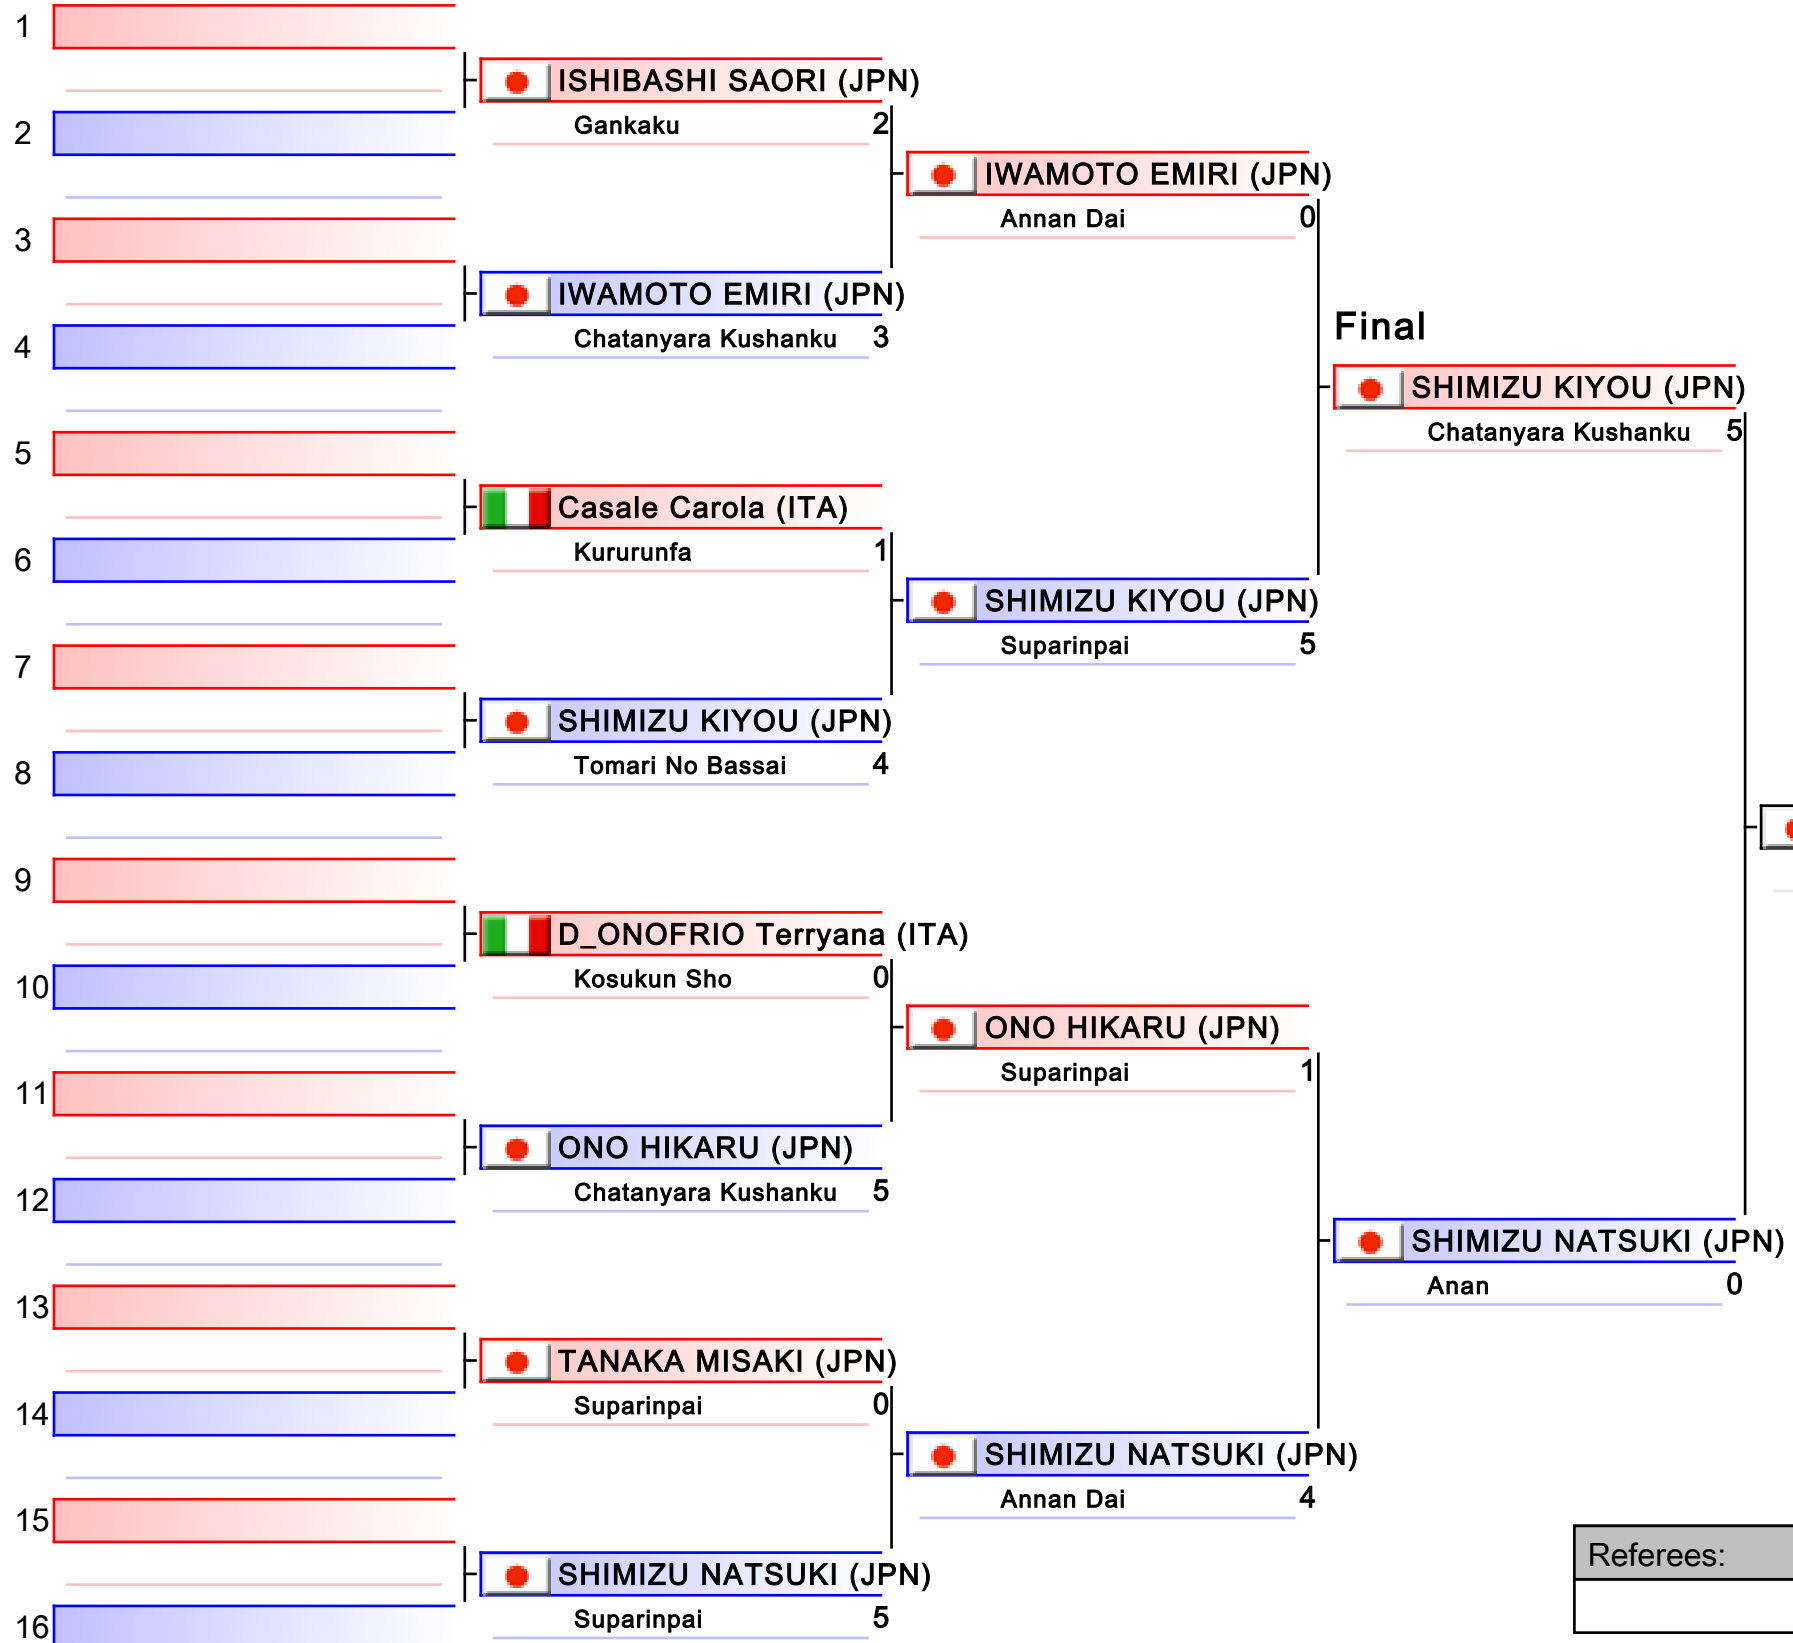 1
ISHIBASHI SAORI (JPN)
Gankaku 2
2
IWAMOTO EMIRI (JPN)
Annan Dai 0
3
IWAMOTO EMIRI (JPN)
Chatanyara Kushanku 3
4
Final
SHIMIZU KIYOU (JPN)
Chatanyara Kushanku 5
5
Casale Carola (ITA)
Kururunfa 1
6
SHIMIZU KIYOU (JPN)
Suparinpai 5
7
SHIMIZU KIYOU (JPN)
Tomari No Bassai 4
8
9
D_ONOFRIO Terryana (ITA)
Kosukun Sho 0
10
ONO HIKARU (JPN)
Suparinpai 1
11
ONO HIKARU (JPN)
Chatanyara Kushanku 5
12
SHIMIZU NATSUKI (JPN)
Anan 0
13
TANAKA MISAKI (JPN)
Suparinpai 0
14
SHIMIZU NATSUKI (JPN)
Annan Dai 4
15
Referees:
SHIMIZU NATSUKI (JPN)
Suparinpai 5
16